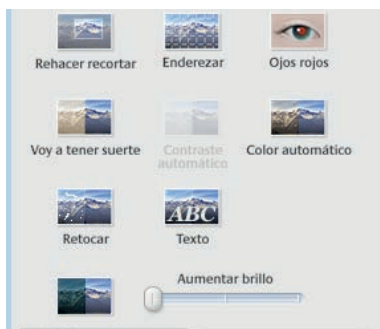 Rehacer recortar Enderezar Ojos rojos
Voy a tener suerte Contraste automático Color automático
ABC
Retocar Texto
Aumentar brillo